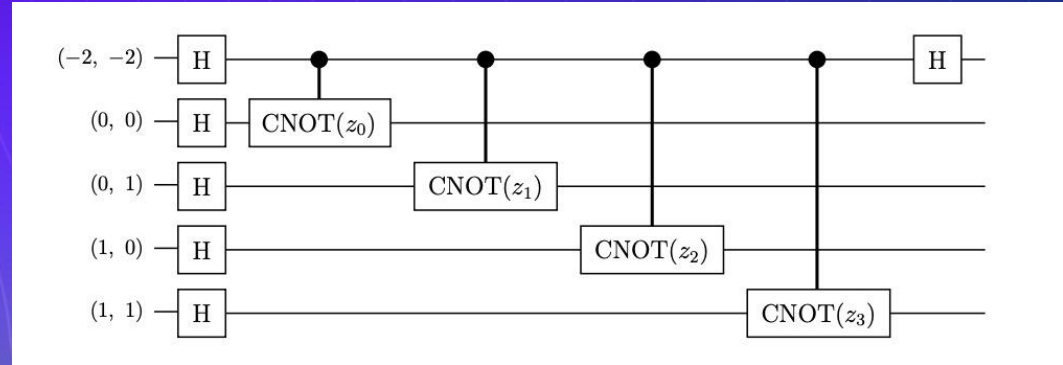 (−2, −2) H H
(0, 0) H CNOT(z₀)
(0, 1) H CNOT(z₁)
(1, 0) H CNOT(z₂)
(1, 1) H CNOT(z₃)